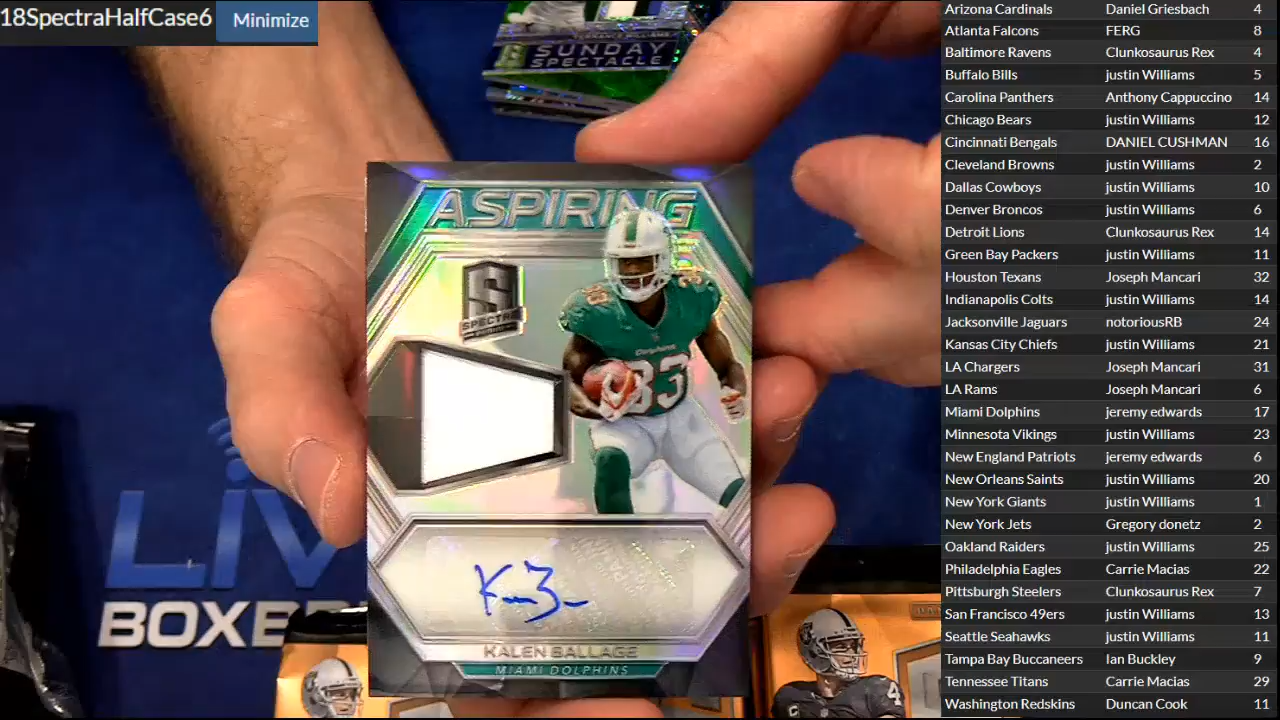 18SpectraHalfCase6 Minimize
TERRANCE WILLIAMS
SUNDAY
SPECTACLE
ASPIRING
S
SPECTRA
33
Dolphins
33
KALEN BALLAGE
MIAMI DOLPHINS
LIV
BOXB
4
Arizona Cardinals Daniel Griesbach 4
Atlanta Falcons FERG 8
Baltimore Ravens Clunkosaurus Rex 4
Buffalo Bills justin Williams 5
Carolina Panthers Anthony Cappuccino 14
Chicago Bears justin Williams 12
Cincinnati Bengals DANIEL CUSHMAN 16
Cleveland Browns justin Williams 2
Dallas Cowboys justin Williams 10
Denver Broncos justin Williams 6
Detroit Lions Clunkosaurus Rex 14
Green Bay Packers justin Williams 11
Houston Texans Joseph Mancari 32
Indianapolis Colts justin Williams 14
Jacksonville Jaguars notoriousRB 24
Kansas City Chiefs justin Williams 21
LA Chargers Joseph Mancari 31
LA Rams Joseph Mancari 6
Miami Dolphins jeremy edwards 17
Minnesota Vikings justin Williams 23
New England Patriots jeremy edwards 6
New Orleans Saints justin Williams 20
New York Giants justin Williams 1
New York Jets Gregory donetz 2
Oakland Raiders justin Williams 25
Philadelphia Eagles Carrie Macias 22
Pittsburgh Steelers Clunkosaurus Rex 7
San Francisco 49ers justin Williams 13
Seattle Seahawks justin Williams 11
Tampa Bay Buccaneers Ian Buckley 9
Tennessee Titans Carrie Macias 29
Washington Redskins Duncan Cook 11